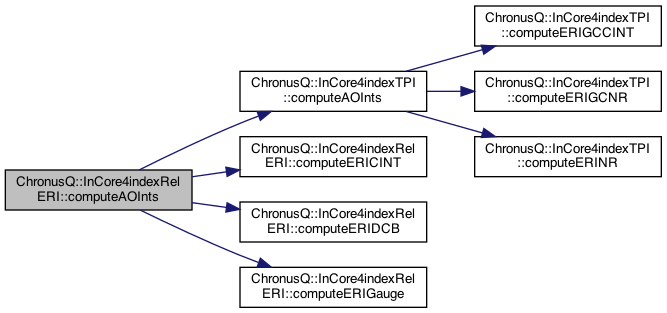 ChronusQ::InCore4indexRel
ERI::computeAOInts
ChronusQ::InCore4indexTPI
::computeAOInts
ChronusQ::InCore4indexRel
ERI::computeERICINT
ChronusQ::InCore4indexRel
ERI::computeERIDCB
ChronusQ::InCore4indexRel
ERI::computeERIGauge
ChronusQ::InCore4indexTPI
::computeERIGCCINT
ChronusQ::InCore4indexTPI
::computeERIGCNR
ChronusQ::InCore4indexTPI
::computeERINR